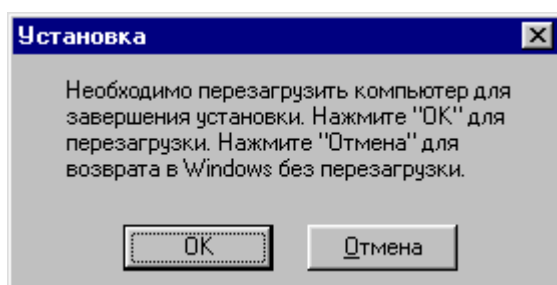 Установка
Необходимо перезагрузить компьютер для
завершения установки. Нажмите "OK" для
перезагрузки. Нажмите "Отмена" для
возврата в Windows без перезагрузки.
OK
Отмена